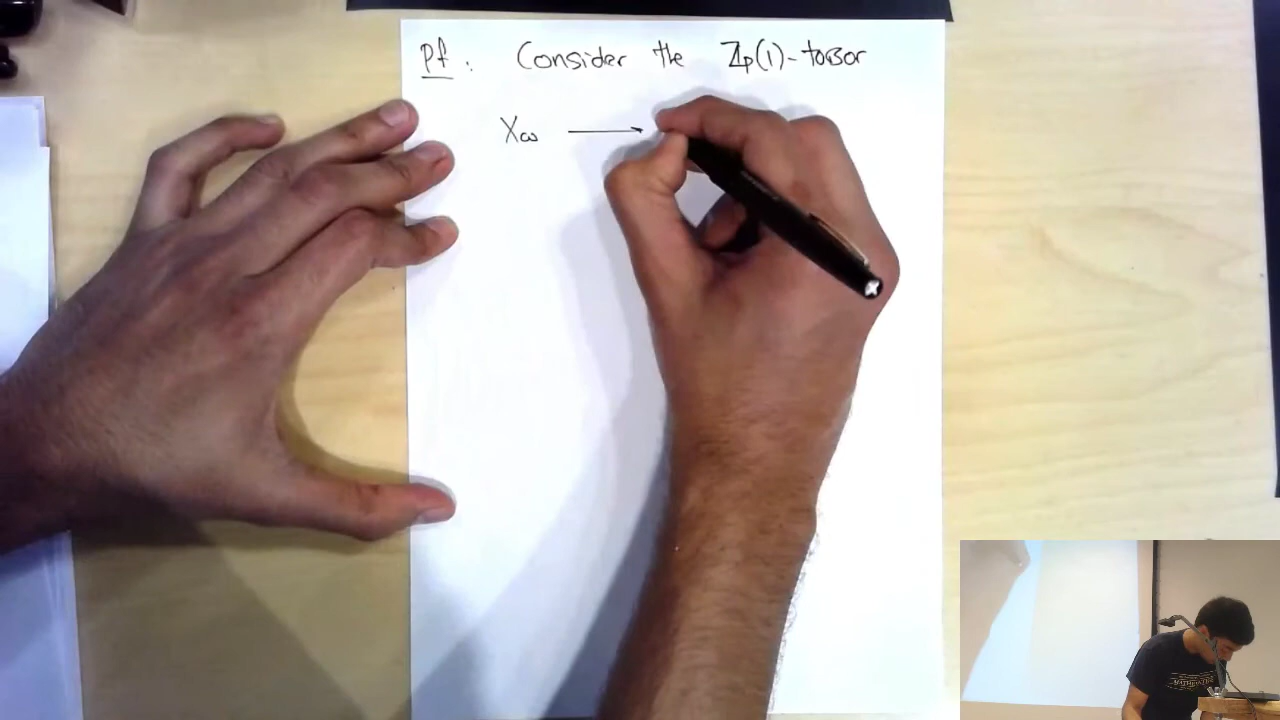 Pf : Consider the ℤp(1)-torsor
X∞ ⟶